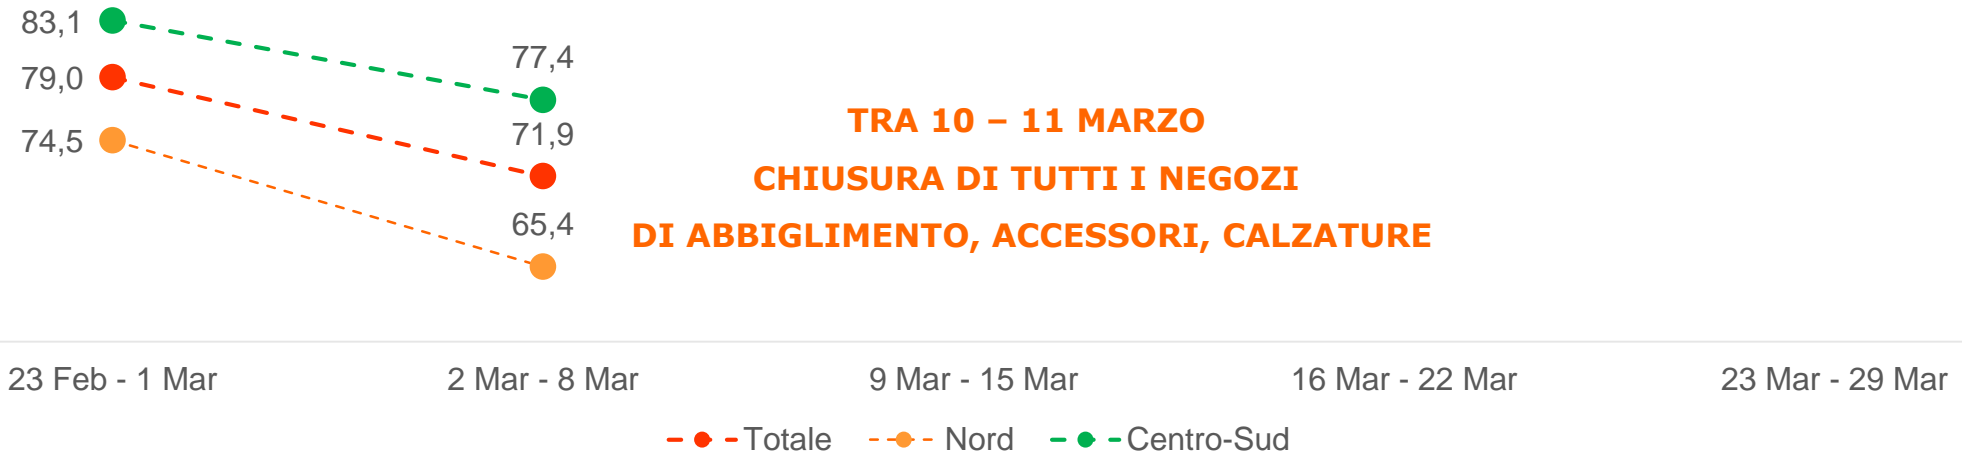 83,1
79,0
74,5
77,4
71,9
65,4
TRA 10 – 11 MARZO
CHIUSURA DI TUTTI I NEGOZI
DI ABBIGLIMENTO, ACCESSORI, CALZATURE
23 Feb - 1 Mar 2 Mar - 8 Mar 9 Mar - 15 Mar 16 Mar - 22 Mar 23 Mar - 29 Mar
Totale Nord Centro-Sud